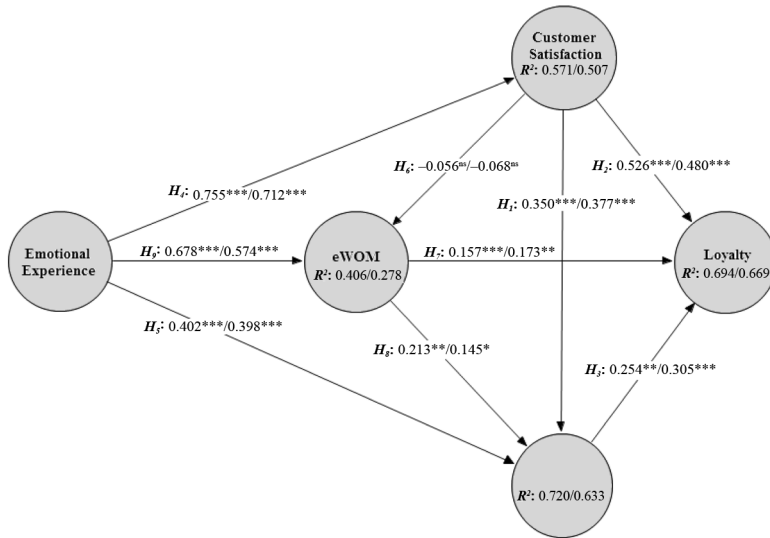 Customer
Satisfaction
R²: 0.571/0.507
H₆: –0.056ⁿˢ/–0.068ⁿˢ
H₂: 0.526***/0.480***
H₄: 0.755***/0.712***
H₁: 0.350***/0.377***
Emotional
Experience
H₉: 0.678***/0.574***
eWOM
R²: 0.406/0.278
H₇: 0.157***/0.173**
Loyalty
R²: 0.694/0.669
H₅: 0.402***/0.398***
H₈: 0.213**/0.145*
H₃: 0.254**/0.305***
R²: 0.720/0.633